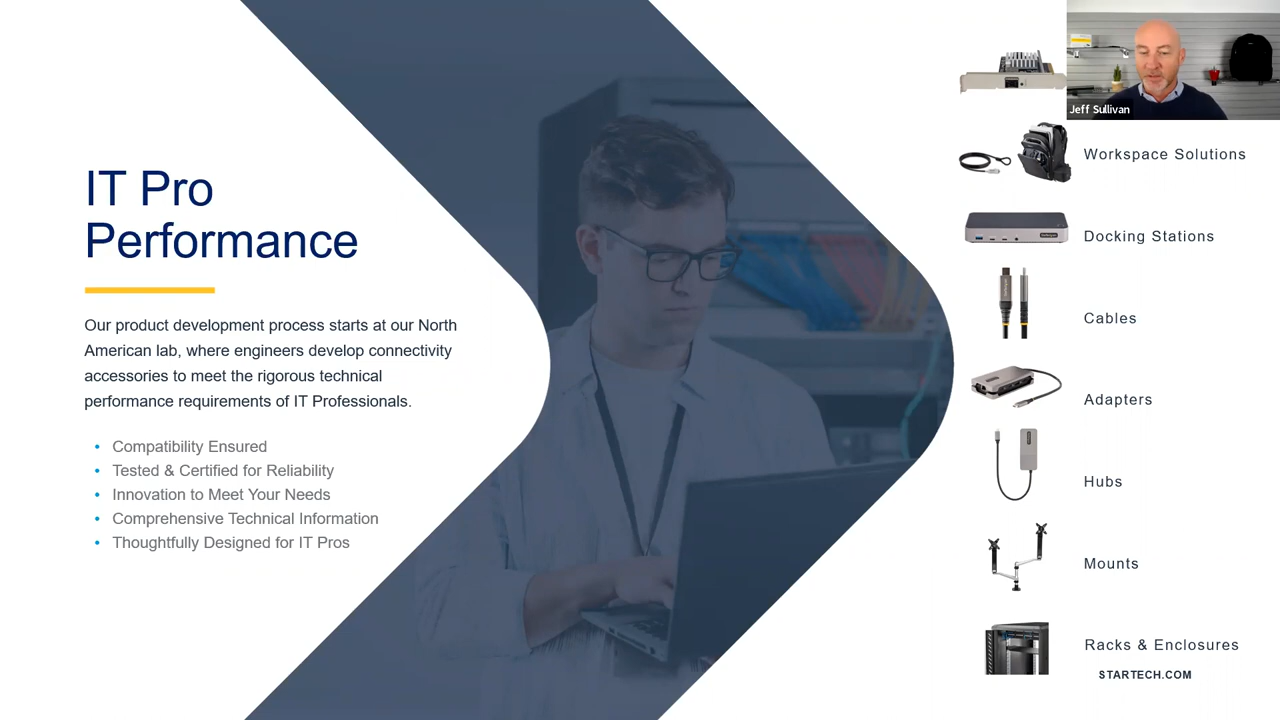 IT Pro
Performance
Our product development process starts at our North
American lab, where engineers develop connectivity
accessories to meet the rigorous technical
performance requirements of IT Professionals.
• Compatibility Ensured
• Tested & Certified for Reliability
• Innovation to Meet Your Needs
• Comprehensive Technical Information
• Thoughtfully Designed for IT Pros
Jeff Sullivan
Workspace Solutions
Docking Stations
Cables
Adapters
Hubs
Mounts
Racks & Enclosures
STARTECH.COM